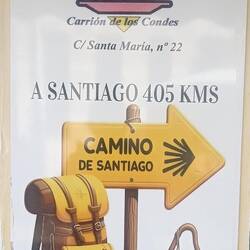 Carrión de los Condes
C/ Santa María, nº 22
A SANTIAGO 405 KMS
CAMINO
DE SANTIAGO